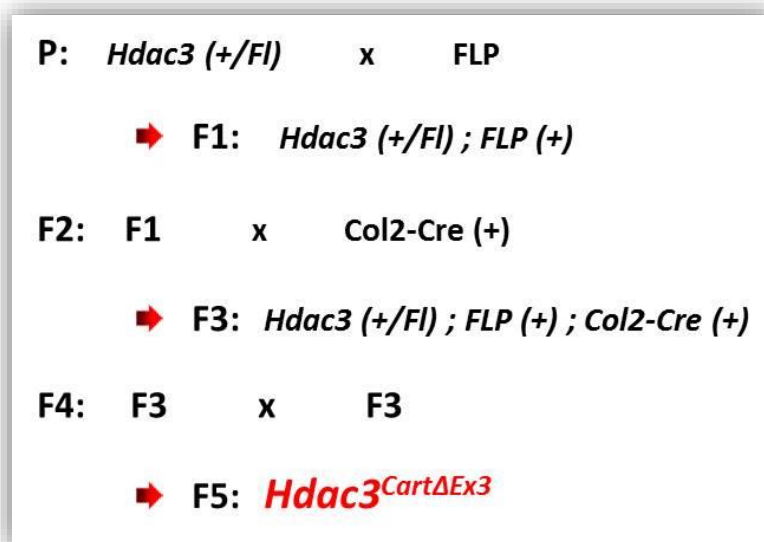 P: Hdac3 (+/Fl) x FLP
F1: Hdac3 (+/Fl) ; FLP (+)
F2: F1 x Col2-Cre (+)
F3: Hdac3 (+/Fl) ; FLP (+) ; Col2-Cre (+)
F4: F3 x F3
F5: Hdac3CartΔEx3